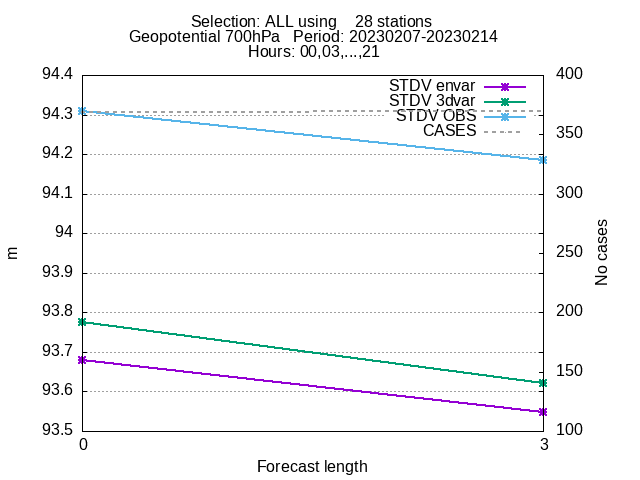 Selection: ALL using    28 stations
Geopotential 700hPa   Period: 20230207-20230214
Hours: 00,03,...,21
94.4
94.3
94.2
94.1
94
93.9
93.8
93.7
93.6
93.5
m
STDV envar
STDV 3dvar
STDV OBS
CASES
400
350
300
250
200
150
100
No cases
0
3
Forecast length